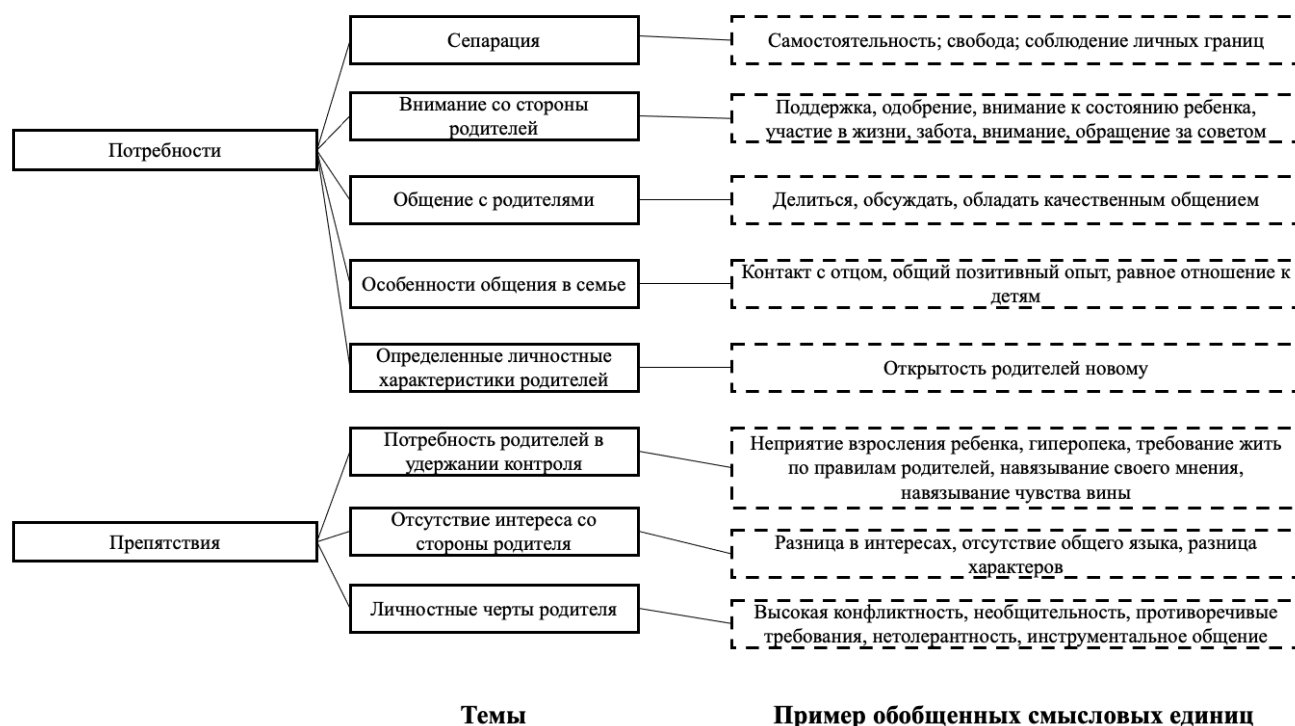 Сепарация
Самостоятельность; свобода; соблюдение личных границ
Внимание со стороны
родителей
Поддержка, одобрение, внимание к состоянию ребенка,
участие в жизни, забота, внимание, обращение за советом
Потребности
Общение с родителями
Делиться, обсуждать, обладать качественным общением
Особенности общения в семье
Контакт с отцом, общий позитивный опыт, равное отношение к
детям
Определенные личностные
характеристики родителей
Открытость родителей новому
Потребность родителей в
удержании контроля
Неприятие взросления ребенка, гиперопека, требование жить
по правилам родителей, навязывание своего мнения,
навязывание чувства вины
Препятствия
Отсутствие интереса со
стороны родителя
Разница в интересах, отсутствие общего языка, разница
характеров
Личностные черты родителя
Высокая конфликтность, необщительность, противоречивые
требования, нетолерантность, инструментальное общение
Темы
Пример обобщенных смысловых единиц